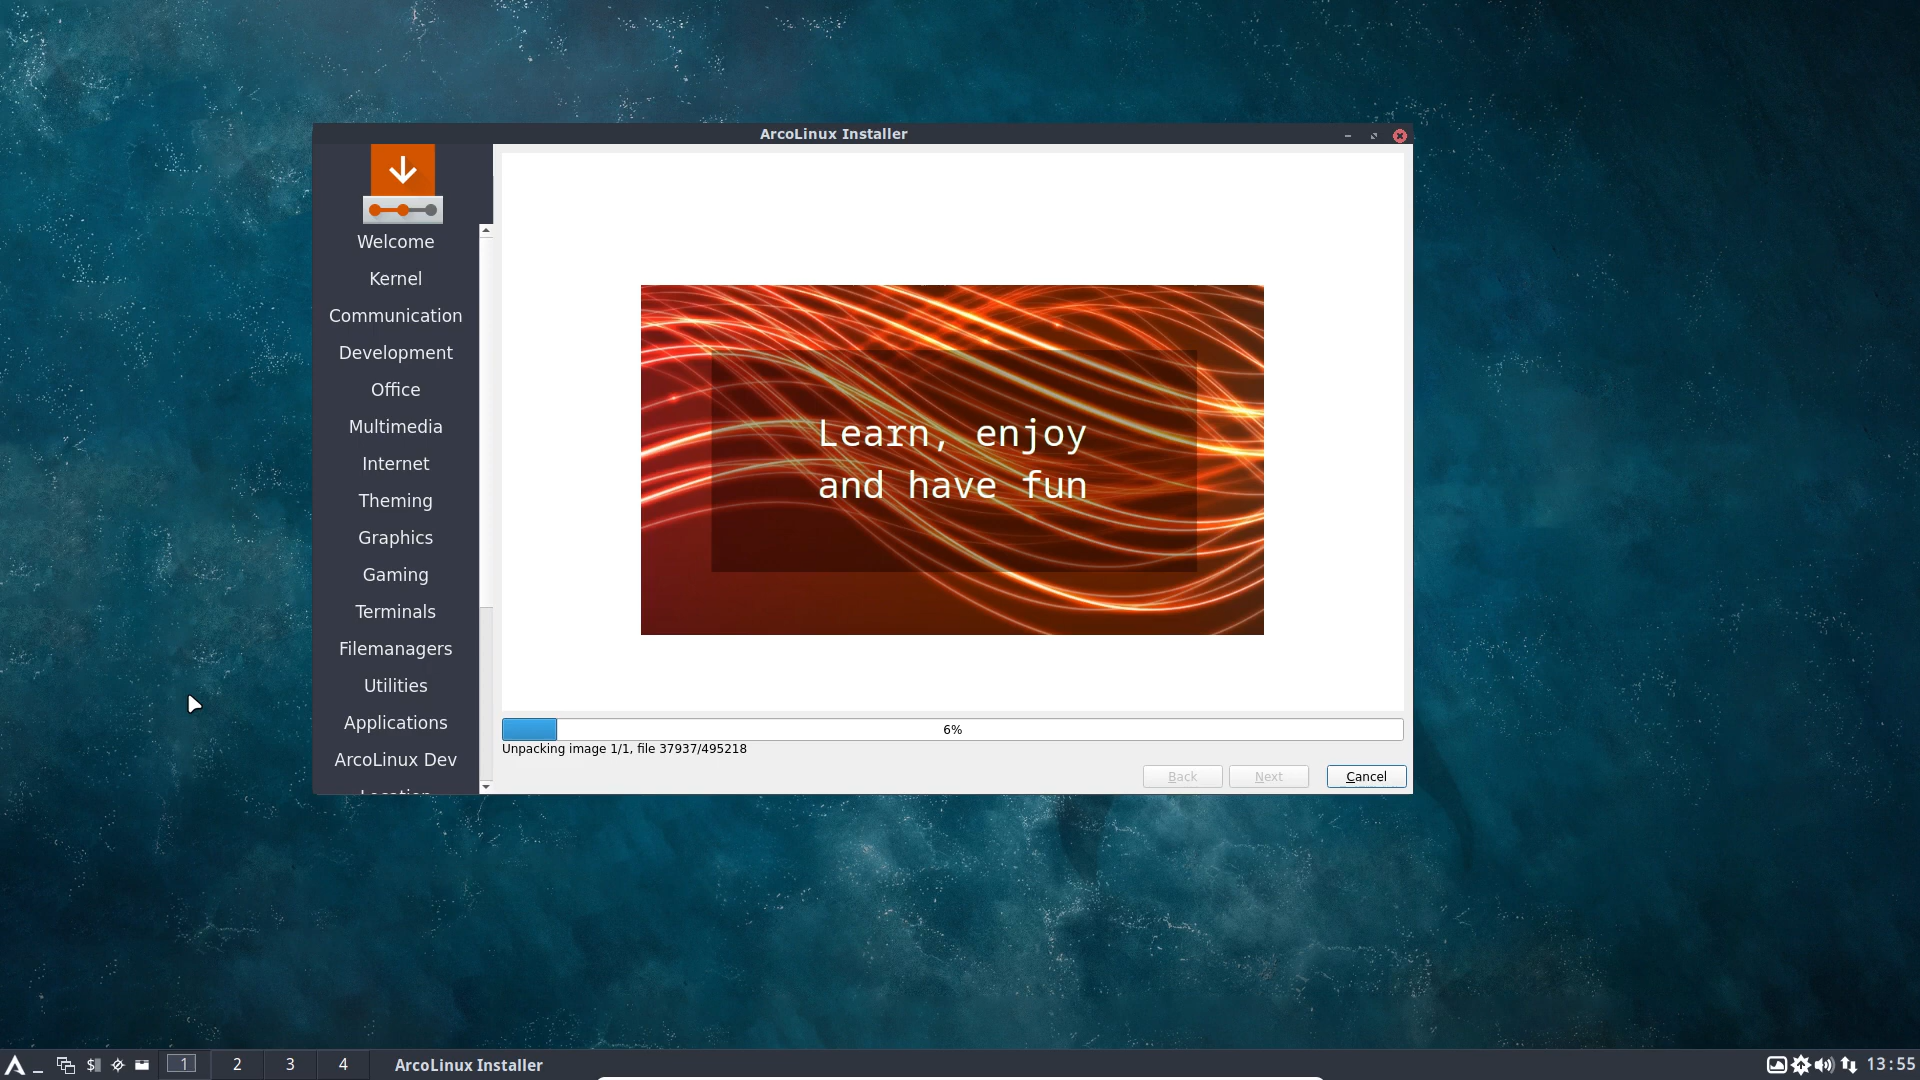 ArcoLinux Installer
Welcome
Kernel
Communication
Development
Office
Multimedia
Internet
Theming
Graphics
Gaming
Terminals
Filemanagers
Utilities
Applications
ArcoLinux Dev
Location
Learn, enjoy
and have fun
6%
Unpacking image 1/1, file 37937/495218
Back Next Cancel
1 2 3 4 ArcoLinux Installer 13:55